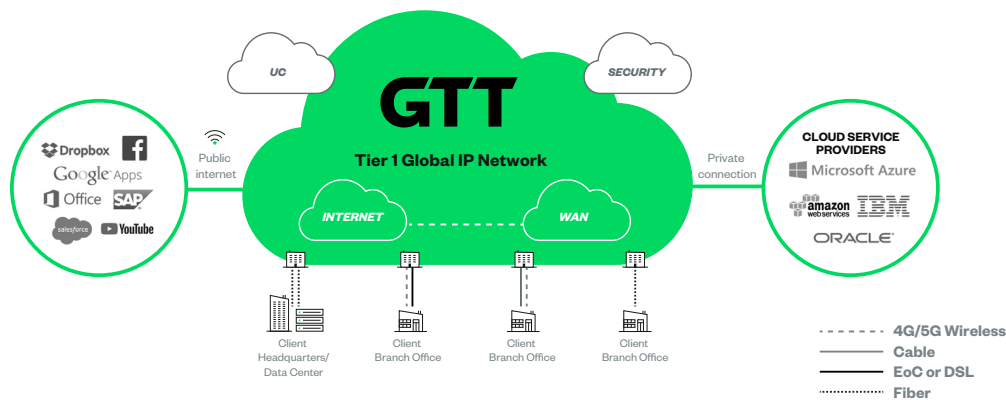 UC
SECURITY
GTT
Tier 1 Global IP Network
Dropbox
Google Apps
Office
SAP
salesforce
YouTube
Public
internet
Private
connection
CLOUD SERVICE
PROVIDERS
Microsoft Azure
amazon
webservices
IBM
ORACLE
INTERNET
WAN
Client
Headquarters/
Data Center
Client
Branch Office
Client
Branch Office
Client
Branch Office
4G/5G Wireless
Cable
EoC or DSL
Fiber